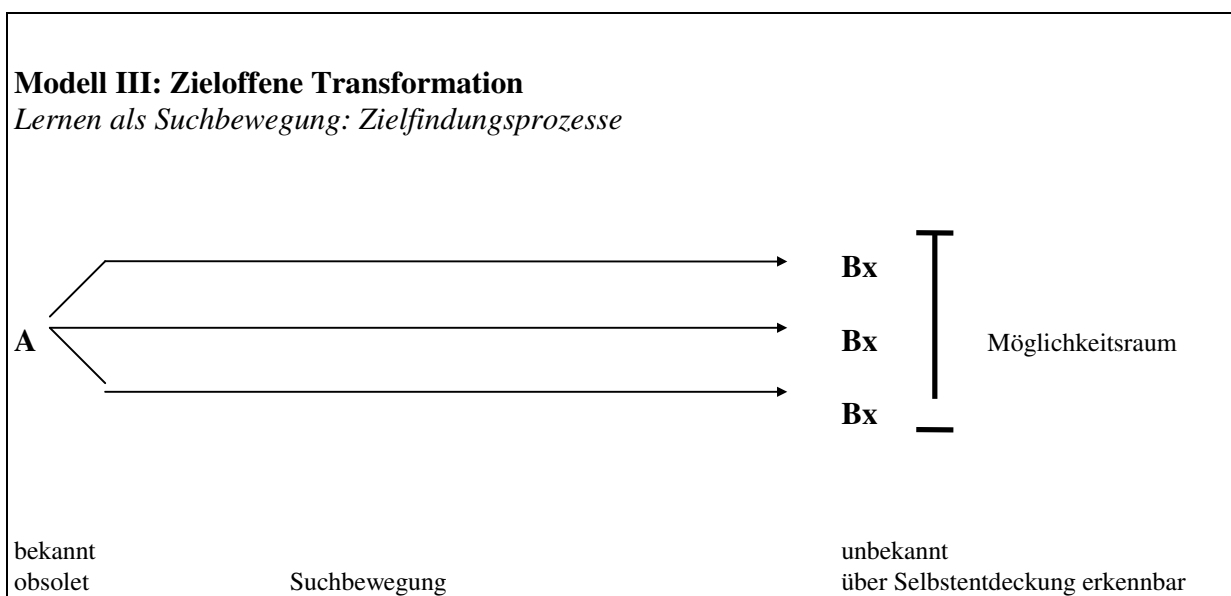 Modell III: Zieloffene Transformation
Lernen als Suchbewegung: Zielfindungsprozesse
Bx
A Bx Möglichkeitsraum
Bx
bekannt unbekannt
obsolet Suchbewegung über Selbstentdeckung erkennbar